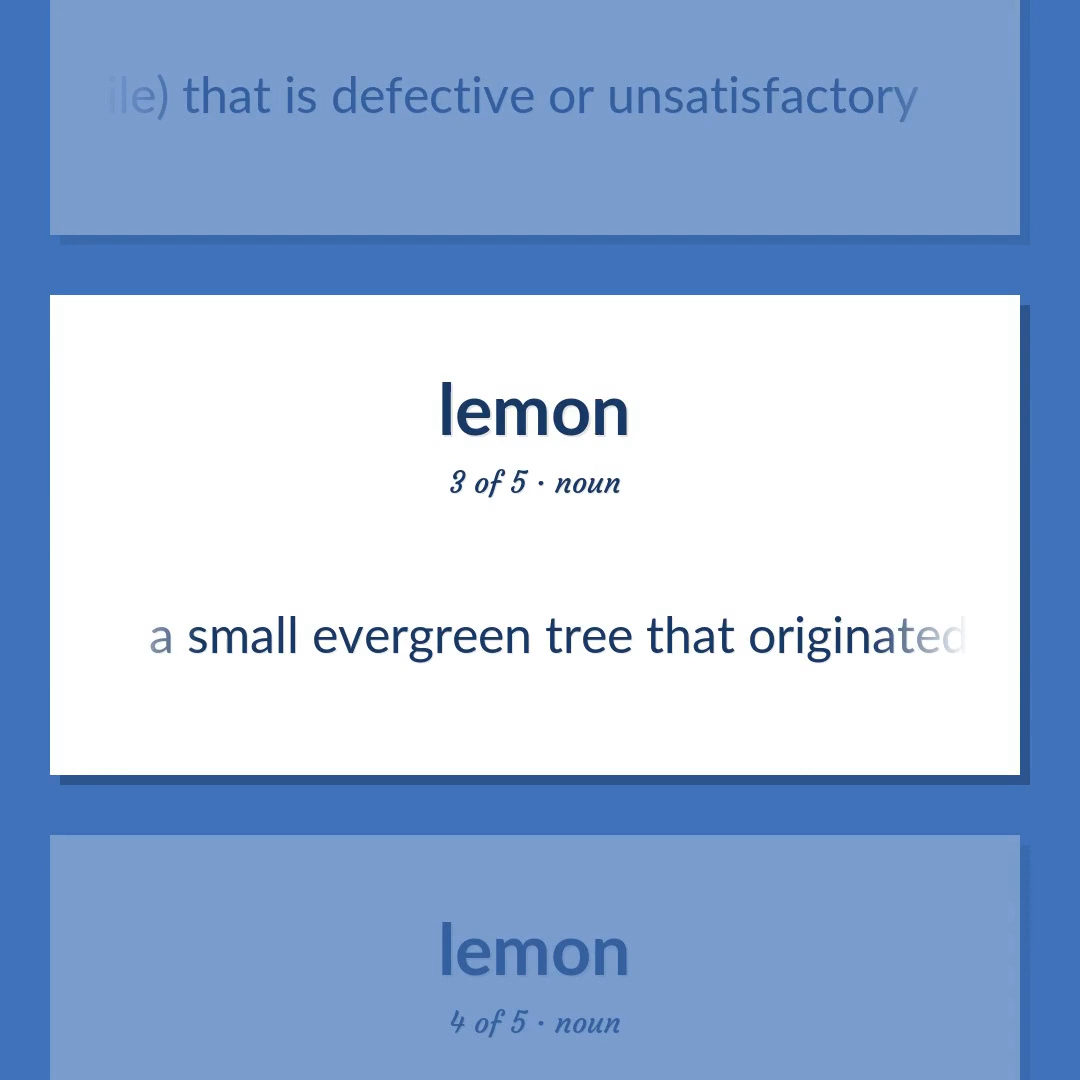 ile) that is defective or unsatisfactory
lemon
3 of 5 · noun
a small evergreen tree that originated
lemon
4 of 5 · noun